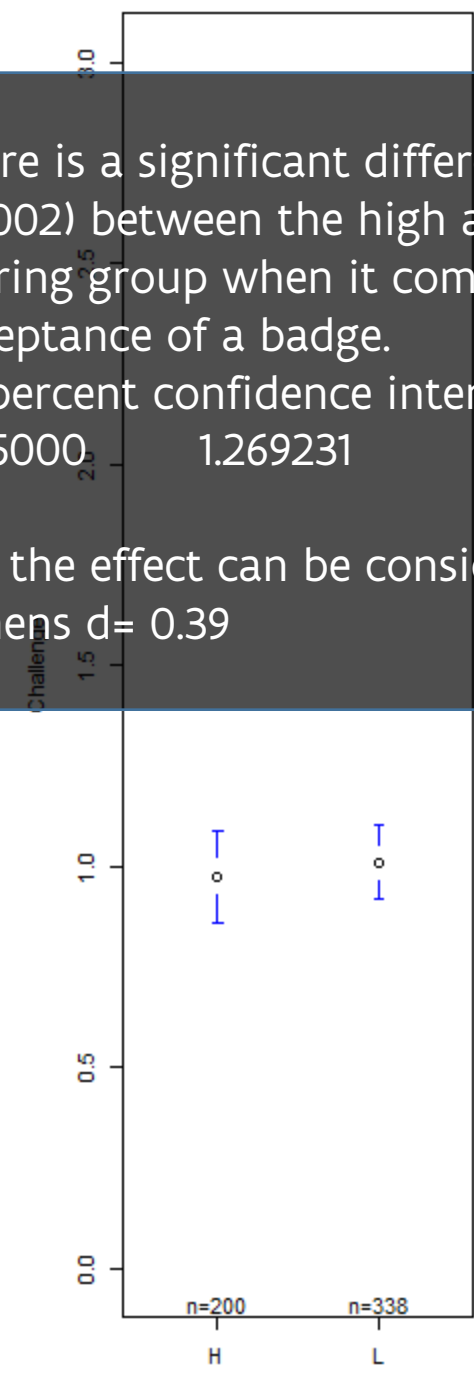 3.0
re is a significant differ
002) between the high a
2.5
ring group when it com
eptance of a badge.
percent confidence inter
5000 1.269231
2.0
the effect can be consi
ens d= 0.39
Challenge
1.5
1.0
0.5
0.0
n=200 n=338
H L